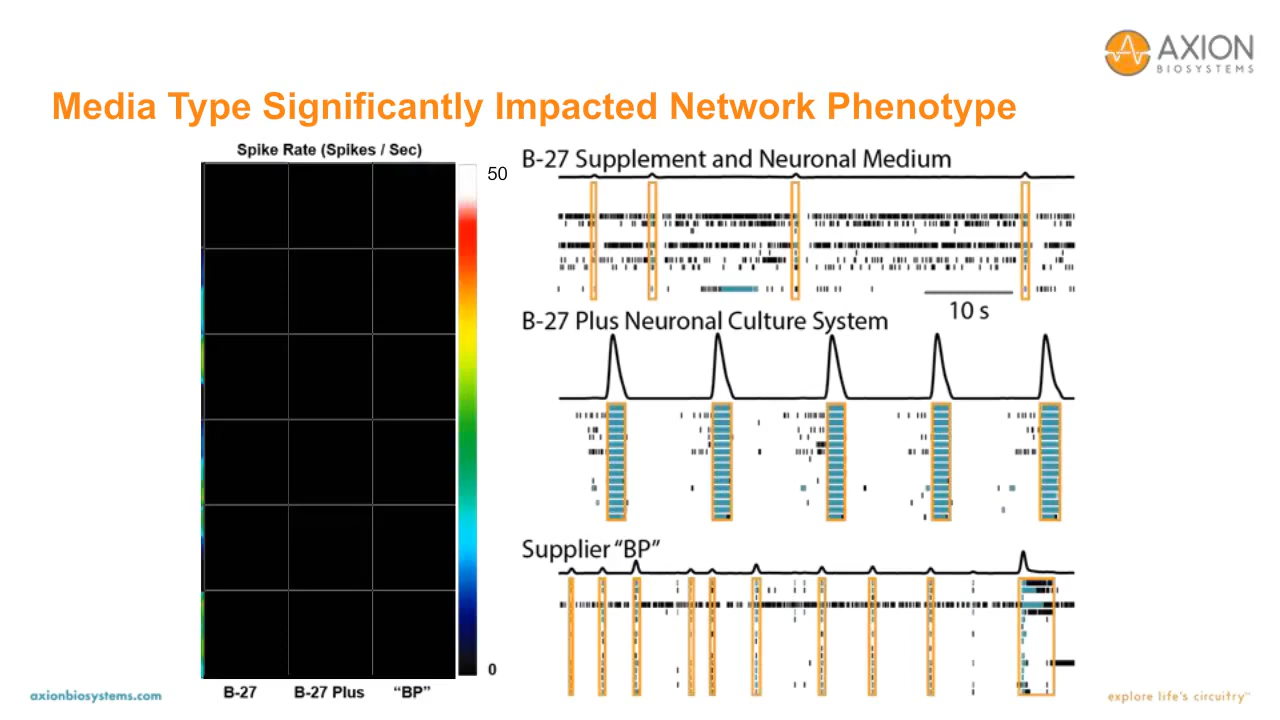 AXION
BIOSYSTEMS
Media Type Significantly Impacted Network Phenotype
Spike Rate (Spikes / Sec)
50
0
B-27
B-27 Plus
“BP”
B-27 Supplement and Neuronal Medium
10 s
B-27 Plus Neuronal Culture System
Supplier “BP”
axionbiosystems.com
explore life's circuitry™